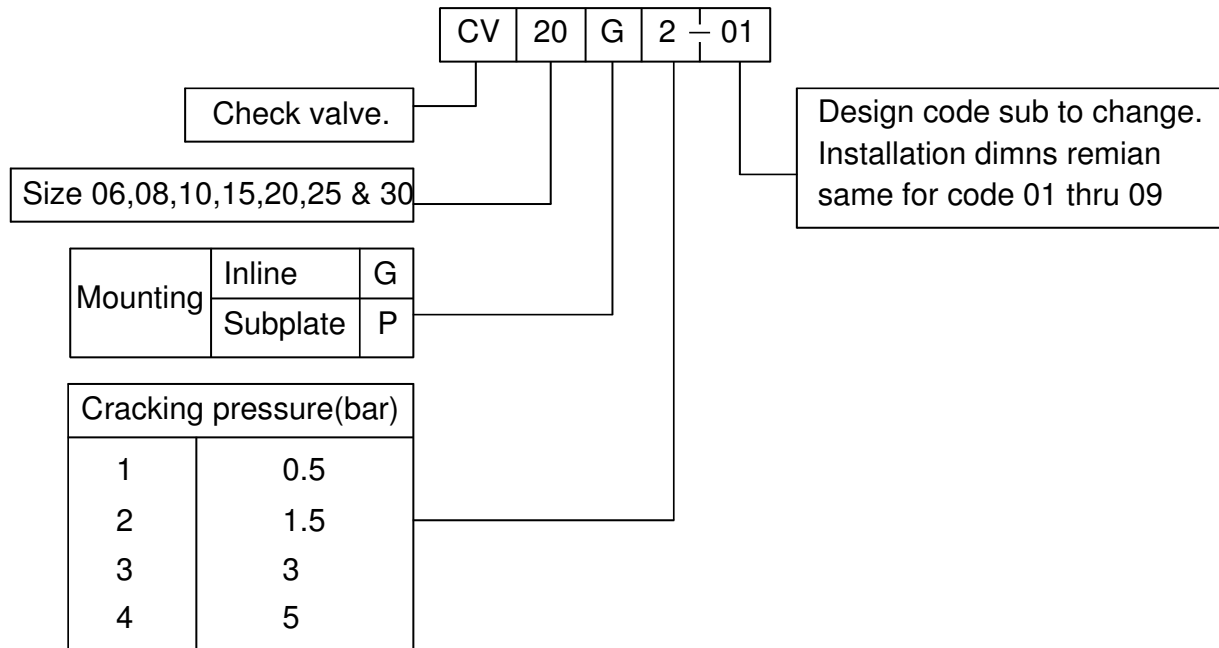 CV 20 G 2 – 01
Check valve.
Size 06,08,10,15,20,25 & 30
Mounting
Inline G
Subplate P
Cracking pressure(bar)
1 0.5
2 1.5
3 3
4 5
Design code sub to change.
Installation dimns remian
same for code 01 thru 09